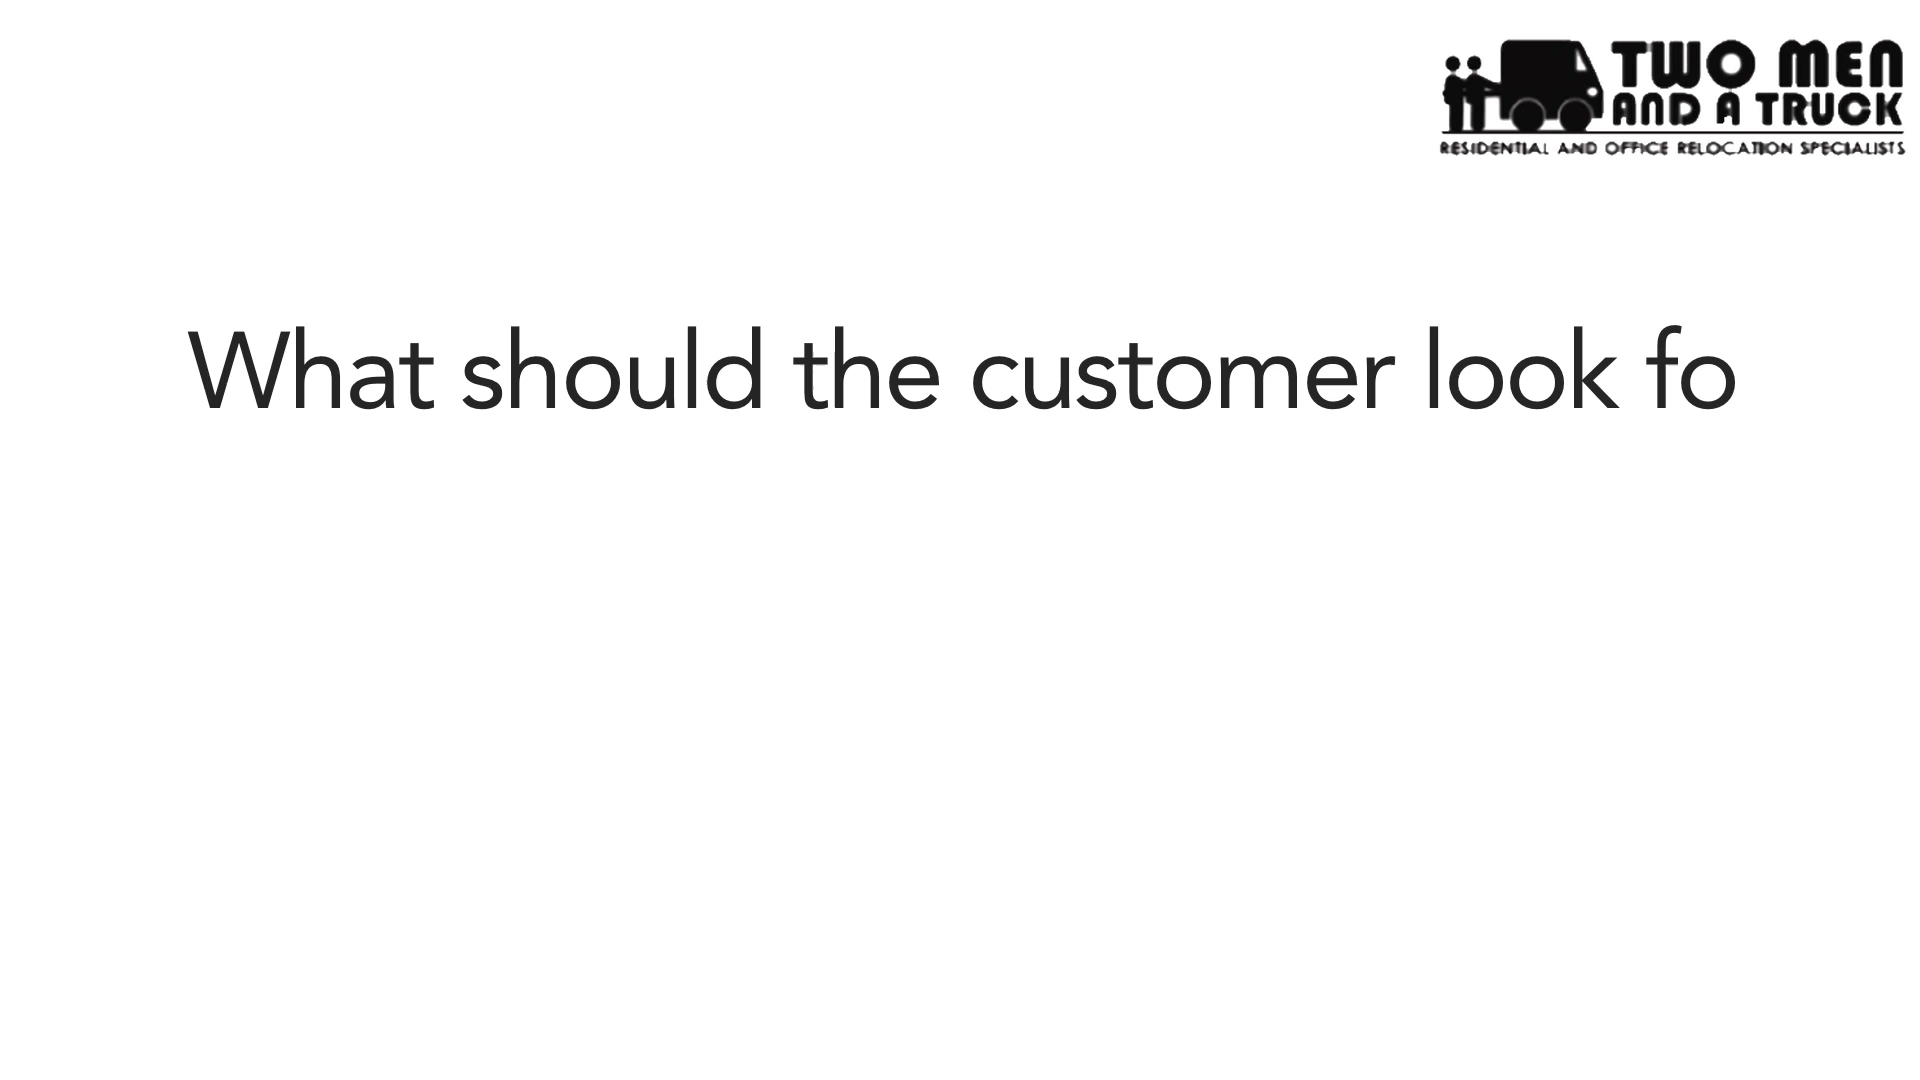 TWO MEN
AND A TRUCK
RESIDENTIAL AND OFFICE RELOCATION SPECIALISTS
What should the customer look fo